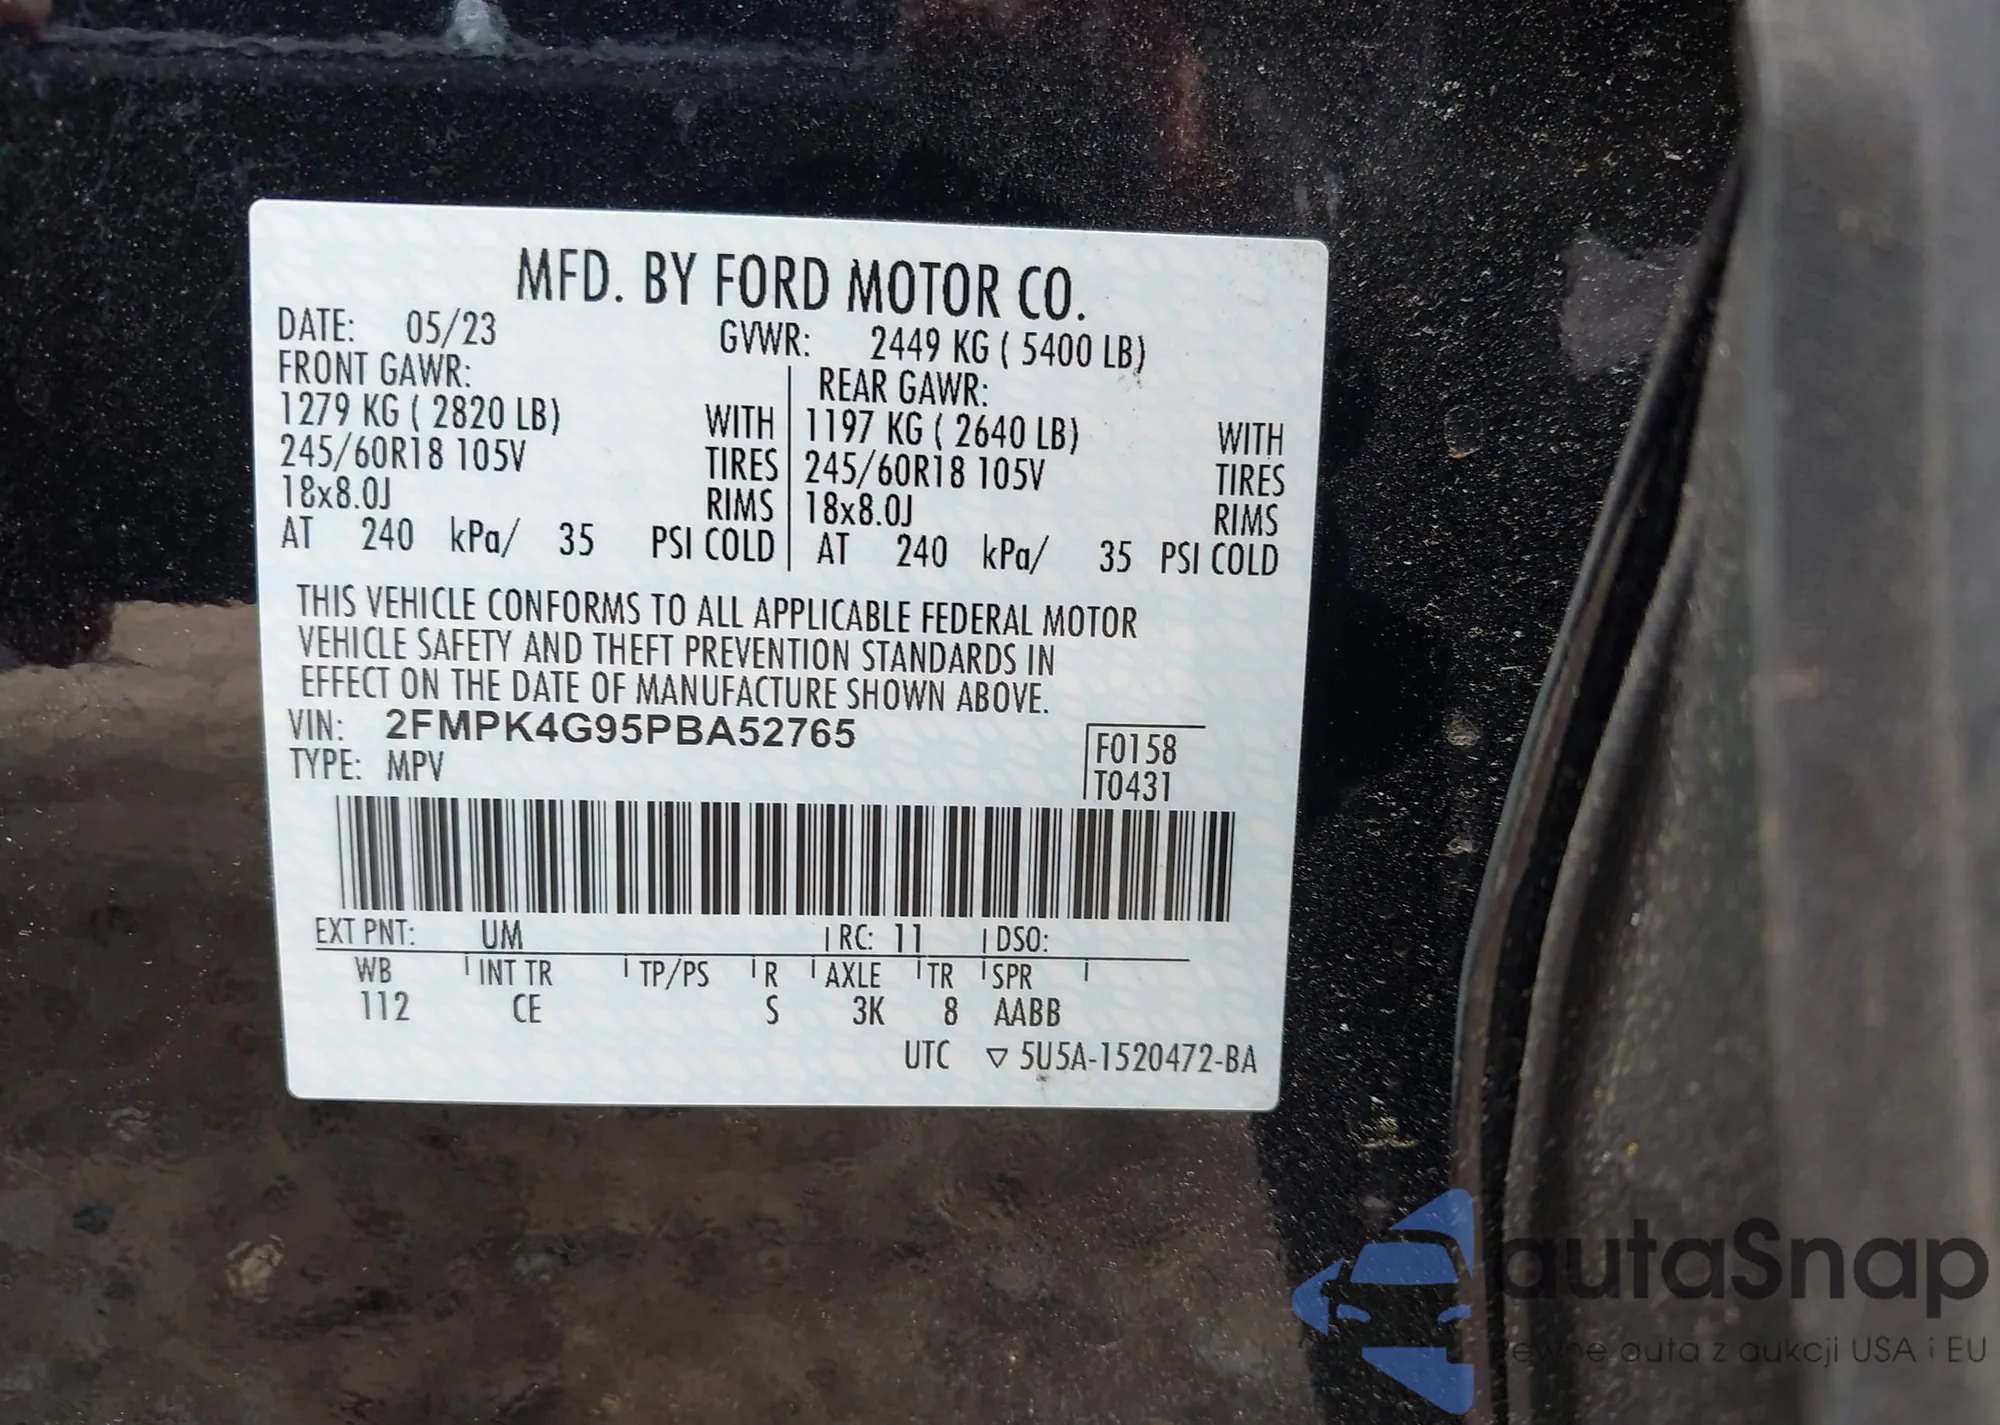 MFD. BY FORD MOTOR CO.
DATE: 05/23 GVWR: 2449 KG ( 5400 LB)
FRONT GAWR: REAR GAWR:
1279 KG ( 2820 LB) WITH 1197 KG ( 2640 LB) WITH
245/60R18 105V TIRES 245/60R18 105V TIRES
18x8.0J RIMS 18x8.0J RIMS
AT 240 kPa/ 35 PSI COLD AT 240 kPa/ 35 PSI COLD
THIS VEHICLE CONFORMS TO ALL APPLICABLE FEDERAL MOTOR
VEHICLE SAFETY AND THEFT PREVENTION STANDARDS IN
EFFECT ON THE DATE OF MANUFACTURE SHOWN ABOVE.
VIN: 2FMPK4G95PBA52765
F0158
TYPE: MPV
T0431
EXT PNT: UM RC: 11 DSO:
WB INT TR TP/PS R AXLE TR SPR
112 CE S 3K 8 AABB
UTC ▽ 5U5A-1520472-BA
autaSnap
auta z aukcji USA i EU